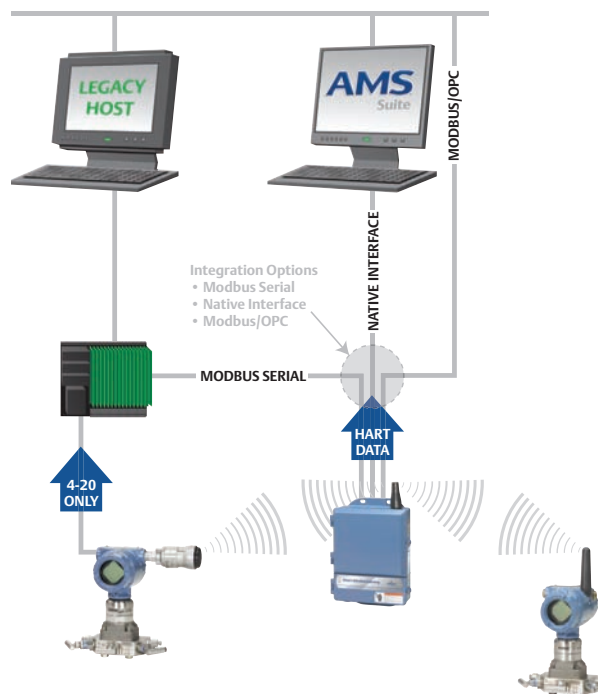 LEGACY
HOST
AMS
Suite
MODBUS/OPC
NATIVE INTERFACE
Integration Options
• Modbus Serial
• Native Interface
• Modbus/OPC
MODBUS SERIAL
HART
DATA
4-20
ONLY